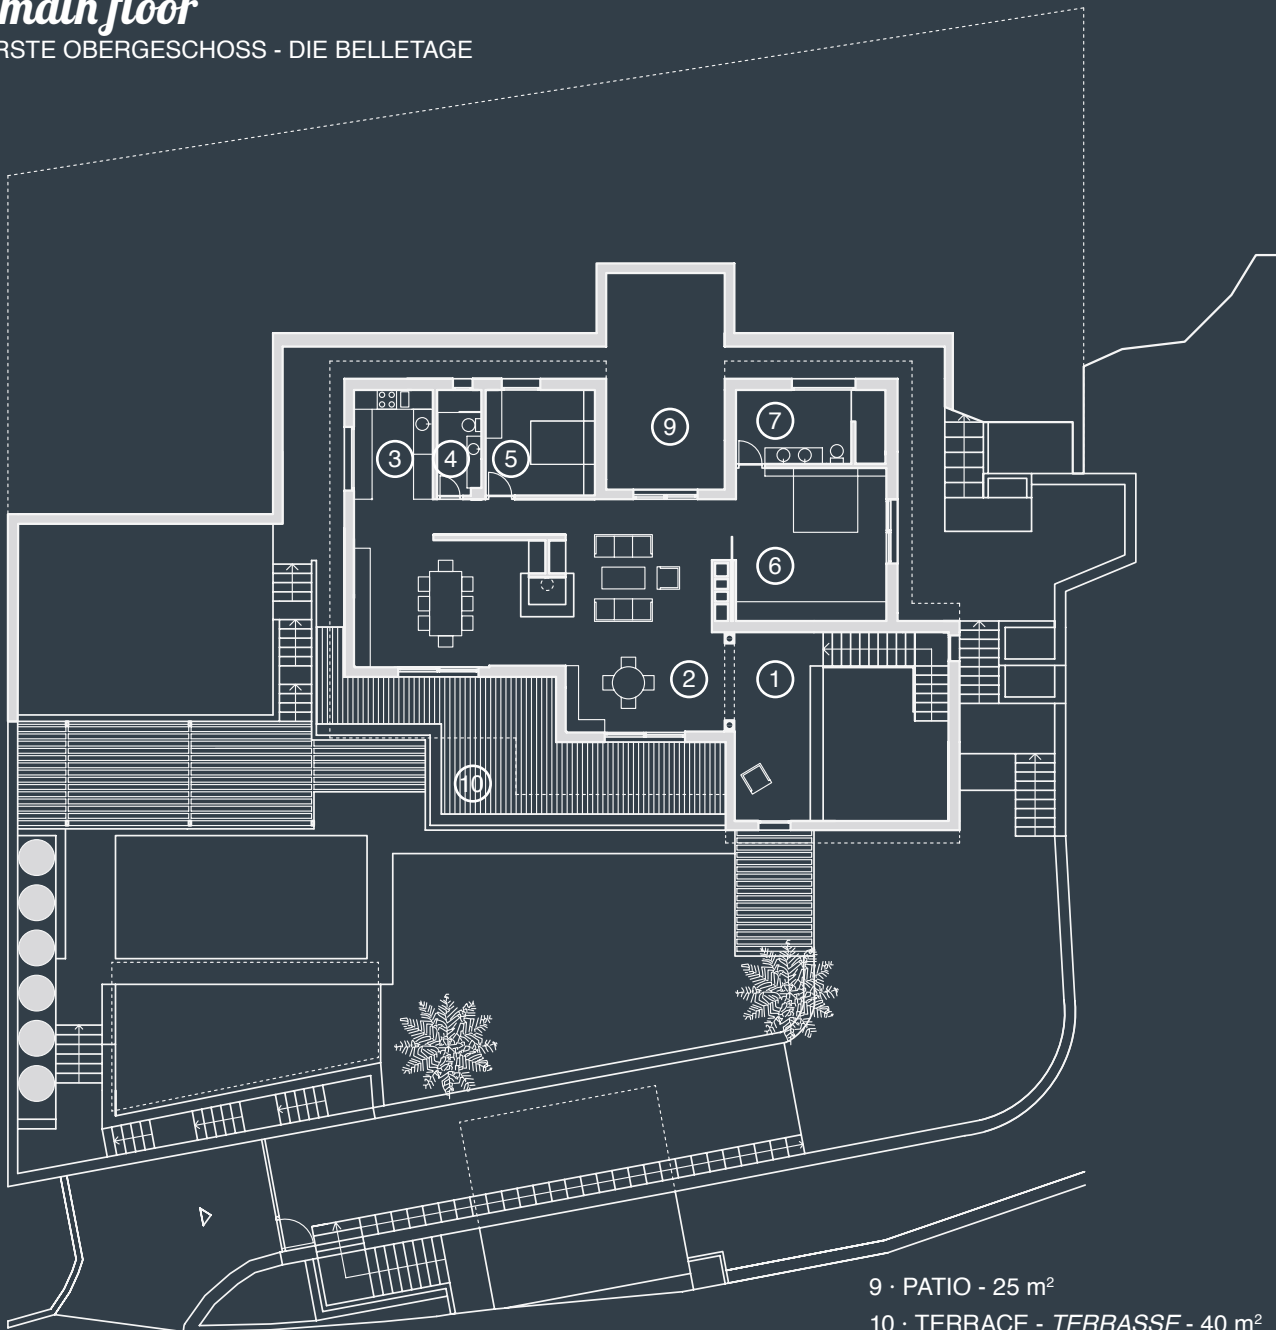 main floor
RSTE OBERGESCHOSS - DIE BELLETAGE
9
7
3
4
5
6
2
1
10
9 · PATIO - 25 m²
10 · TERRACE - TERRASSE - 40 m²